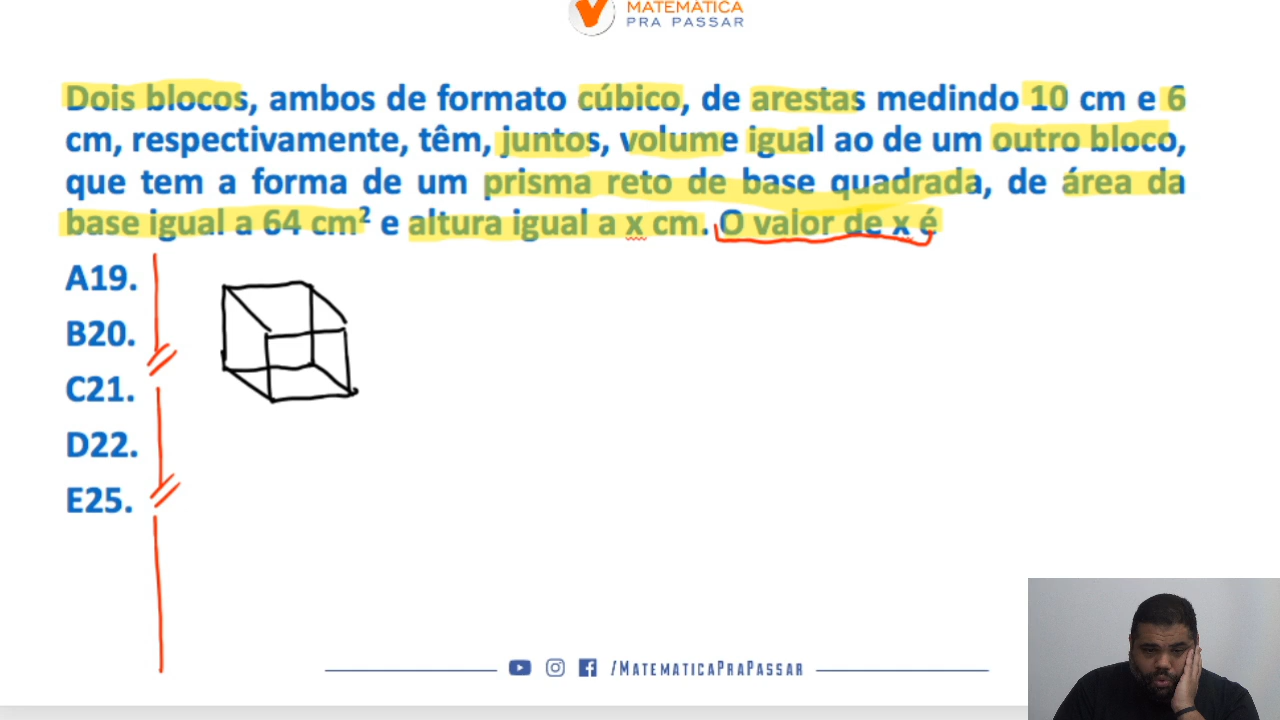 MATEMÁTICA
PRA PASSAR
Dois blocos, ambos de formato cúbico, de arestas medindo 10 cm e 6
cm, respectivamente, têm, juntos, volume igual ao de um outro bloco,
que tem a forma de um prisma reto de base quadrada, de área da
base igual a 64 cm² e altura igual a x cm. O valor de x é
A19.
B20.
C21.
D22.
E25.
/MATEMATICAPRAPASSAR